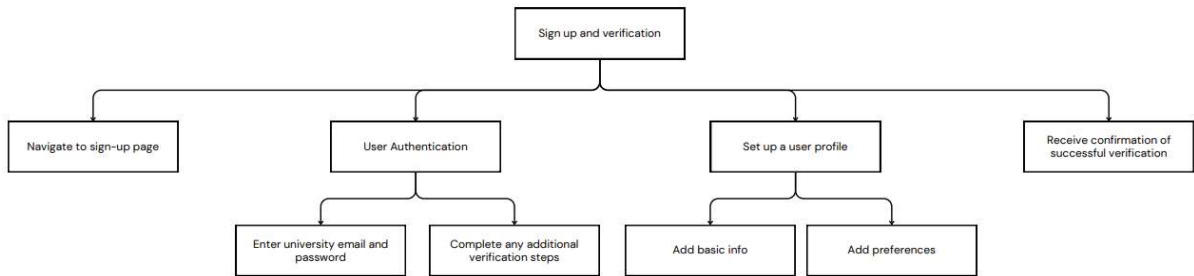 Sign up and verification
Navigate to sign-up page
User Authentication
Set up a user profile
Receive confirmation of
successful verification
Enter university email and
password
Complete any additional
verification steps
Add basic info
Add preferences